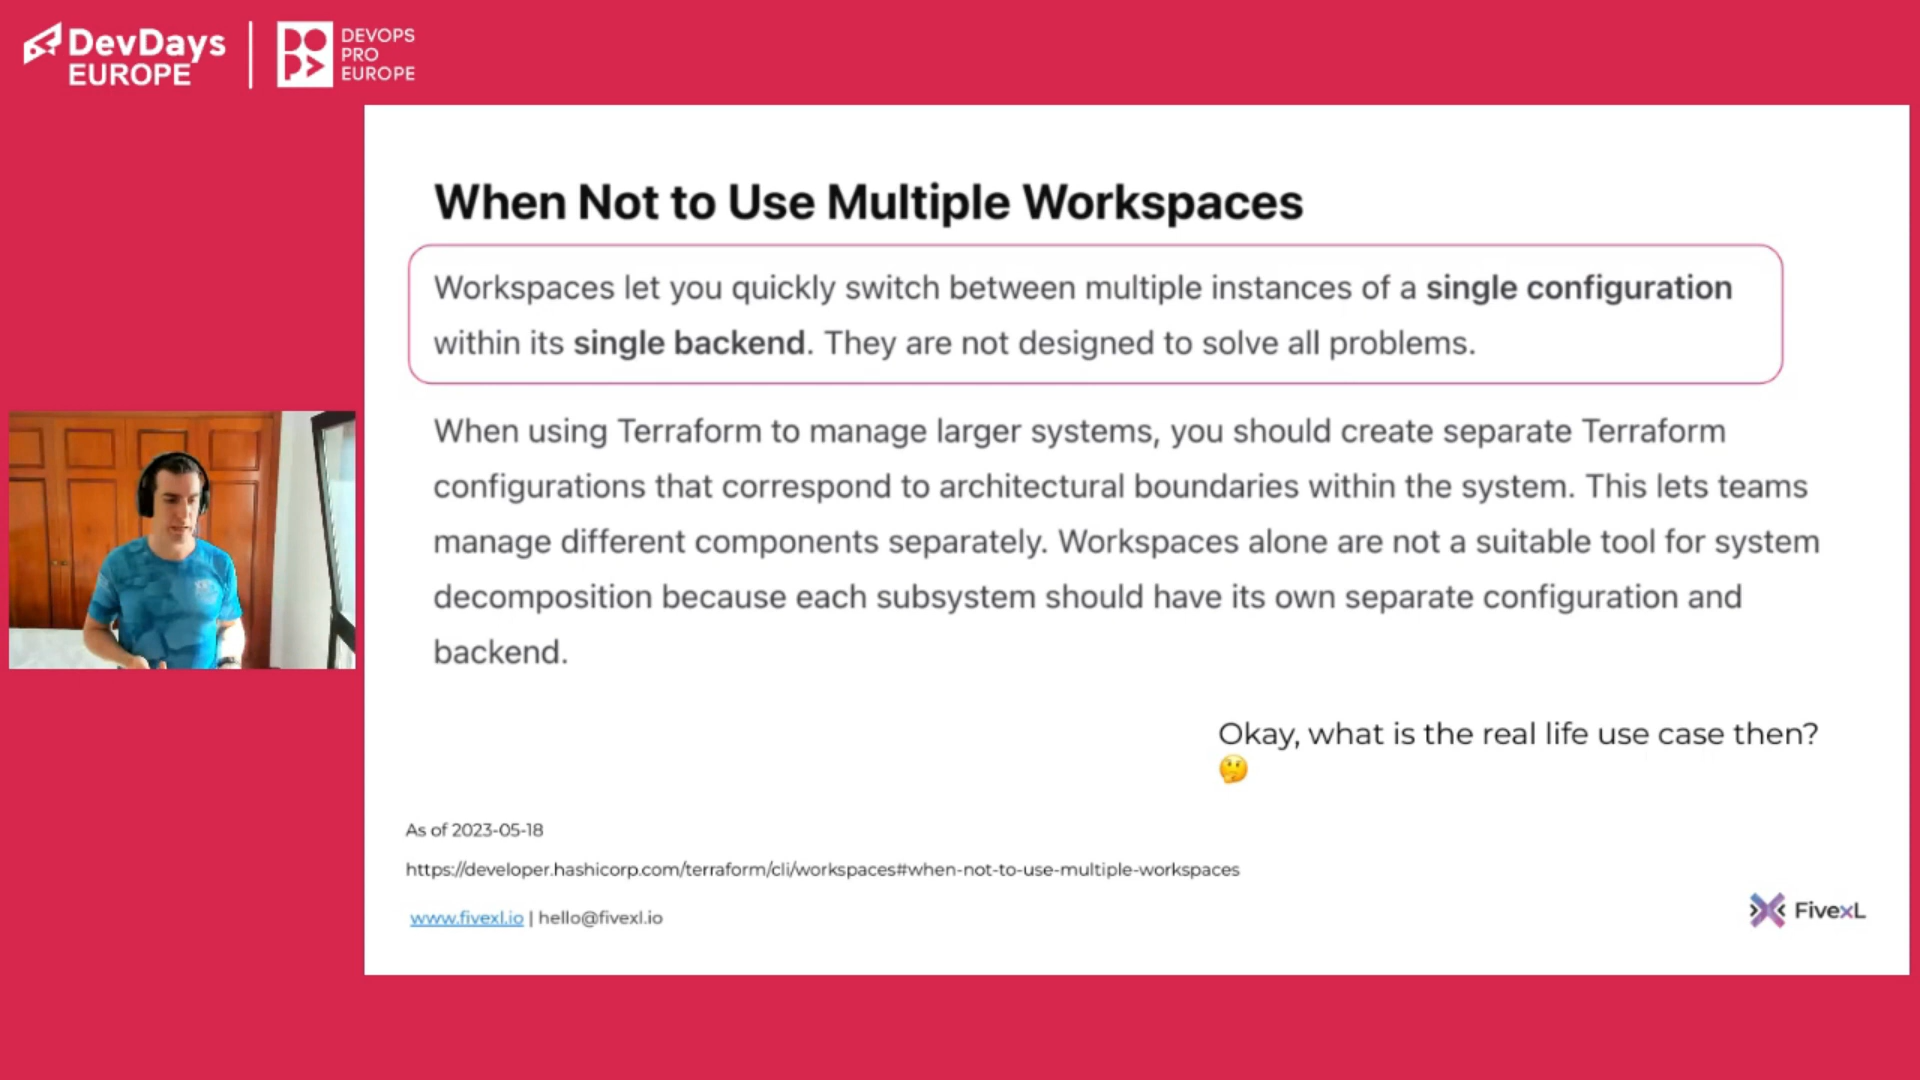 DevDays
EUROPE
DEVOPS
PRO
EUROPE
When Not to Use Multiple Workspaces
Workspaces let you quickly switch between multiple instances of a single configuration
within its single backend. They are not designed to solve all problems.
When using Terraform to manage larger systems, you should create separate Terraform
configurations that correspond to architectural boundaries within the system. This lets teams
manage different components separately. Workspaces alone are not a suitable tool for system
decomposition because each subsystem should have its own separate configuration and
backend.
Okay, what is the real life use case then?
🤔
As of 2023-05-18
https://developer.hashicorp.com/terraform/cli/workspaces#when-not-to-use-multiple-workspaces
www.fivexl.io | hello@fivexl.io
FivexL